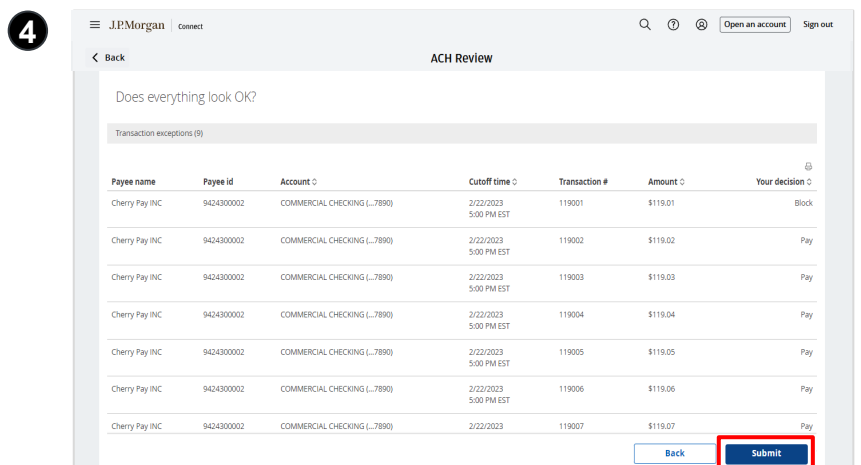 4
J.P.Morgan | Connect Open an account Sign out
Back ACH Review
Does everything look OK?
Transaction exceptions (9)
Payee name Payee id Account Cutoff time Transaction # Amount Your decision
Cherry Pay INC 9424300002 COMMERCIAL CHECKING (...7890) 2/22/2023 119001 $119.01 Block
5:00 PM EST
Cherry Pay INC 9424300002 COMMERCIAL CHECKING (...7890) 2/22/2023 119002 $119.02 Pay
5:00 PM EST
Cherry Pay INC 9424300002 COMMERCIAL CHECKING (...7890) 2/22/2023 119003 $119.03 Pay
5:00 PM EST
Cherry Pay INC 9424300002 COMMERCIAL CHECKING (...7890) 2/22/2023 119004 $119.04 Pay
5:00 PM EST
Cherry Pay INC 9424300002 COMMERCIAL CHECKING (...7890) 2/22/2023 119005 $119.05 Pay
5:00 PM EST
Cherry Pay INC 9424300002 COMMERCIAL CHECKING (...7890) 2/22/2023 119006 $119.06 Pay
5:00 PM EST
Cherry Pay INC 9424300002 COMMERCIAL CHECKING (...7890) 2/22/2023 119007 $119.07 Pay
Back Submit